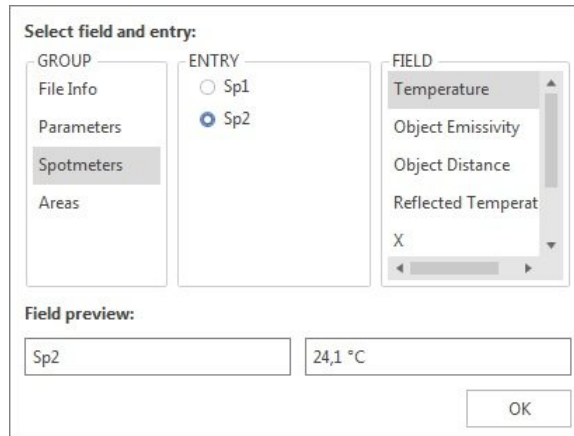 Select field and entry:
GROUP
File Info
Parameters
Spotmeters
Areas
ENTRY
Sp1
Sp2
FIELD
Temperature
Object Emissivity
Object Distance
Reflected Temperat
X
Field preview:
Sp2
24,1 °C
OK